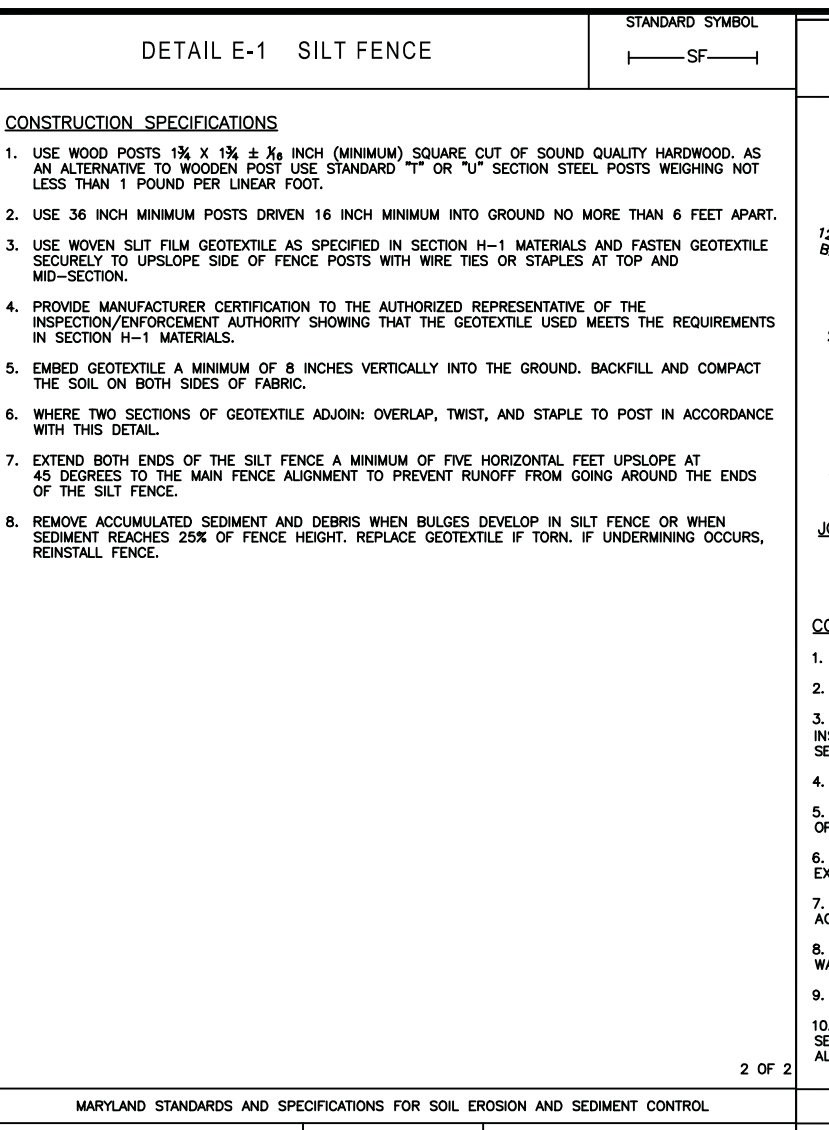 DETAIL E-1 SILT FENCE
STANDARD SYMBOL
SF
CONSTRUCTION SPECIFICATIONS
1. USE WOOD POSTS 1¾ X 1¾ ± 1⁄16 INCH (MINIMUM) SQUARE CUT OF SOUND QUALITY HARDWOOD. AS
AN ALTERNATIVE TO WOODEN POST USE STANDARD "T" OR "U" SECTION STEEL POSTS WEIGHING NOT
LESS THAN 1 POUND PER LINEAR FOOT.
2. USE 36 INCH MINIMUM POSTS DRIVEN 16 INCH MINIMUM INTO GROUND NO MORE THAN 6 FEET APART.
3. USE WOVEN SLIT FILM GEOTEXTILE AS SPECIFIED IN SECTION H-1 MATERIALS AND FASTEN GEOTEXTILE
SECURELY TO UPSLOPE SIDE OF FENCE POSTS WITH WIRE TIES OR STAPLES AT TOP AND
MID-SECTION.
4. PROVIDE MANUFACTURER CERTIFICATION TO THE AUTHORIZED REPRESENTATIVE OF THE
INSPECTION/ENFORCEMENT AUTHORITY SHOWING THAT THE GEOTEXTILE USED MEETS THE REQUIREMENTS
IN SECTION H-1 MATERIALS.
5. EMBED GEOTEXTILE A MINIMUM OF 8 INCHES VERTICALLY INTO THE GROUND. BACKFILL AND COMPACT
THE SOIL ON BOTH SIDES OF FABRIC.
6. WHERE TWO SECTIONS OF GEOTEXTILE ADJOIN: OVERLAP, TWIST, AND STAPLE TO POST IN ACCORDANCE
WITH THIS DETAIL.
7. EXTEND BOTH ENDS OF THE SILT FENCE A MINIMUM OF FIVE HORIZONTAL FEET UPSLOPE AT
45 DEGREES TO THE MAIN FENCE ALIGNMENT TO PREVENT RUNOFF FROM GOING AROUND THE ENDS
OF THE SILT FENCE.
8. REMOVE ACCUMULATED SEDIMENT AND DEBRIS WHEN BULGES DEVELOP IN SILT FENCE OR WHEN
SEDIMENT REACHES 25% OF FENCE HEIGHT. REPLACE GEOTEXTILE IF TORN. IF UNDERMINING OCCURS,
REINSTALL FENCE.
2 OF 2
MARYLAND STANDARDS AND SPECIFICATIONS FOR SOIL EROSION AND SEDIMENT CONTROL
1.
2.
3.
4.
5.
6.
7.
8.
9.
10.